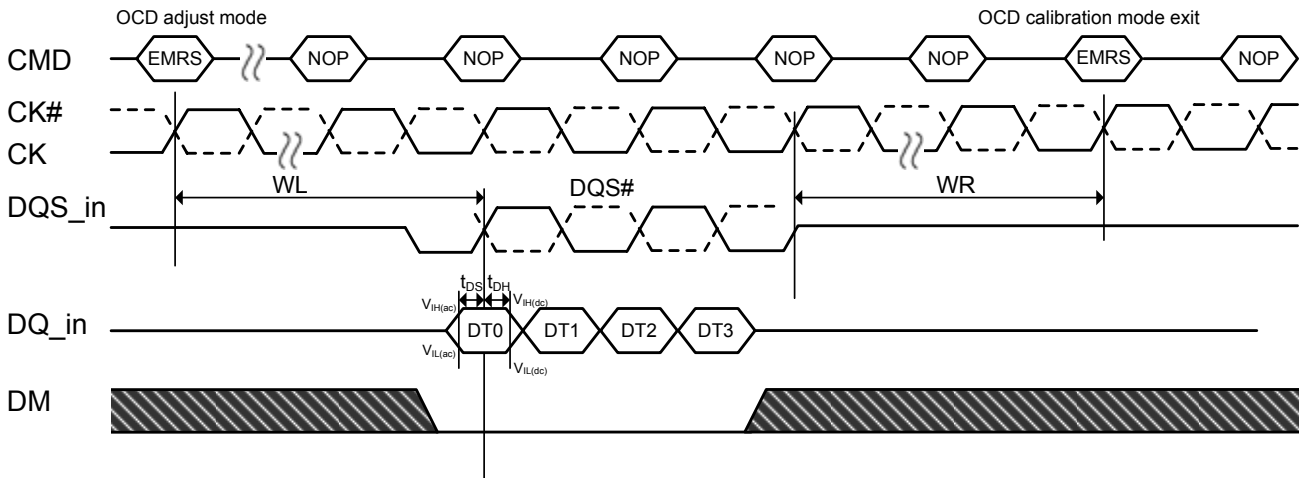 OCD adjust mode OCD calibration mode exit
CMD EMRS NOP NOP NOP NOP NOP EMRS NOP
CK#
CK
WL DQS# WR
DQS_in
tDS tDH
VIH(ac) VIH(dc)
DQ_in DT0 DT1 DT2 DT3
VIL(ac) VIL(dc)
DM